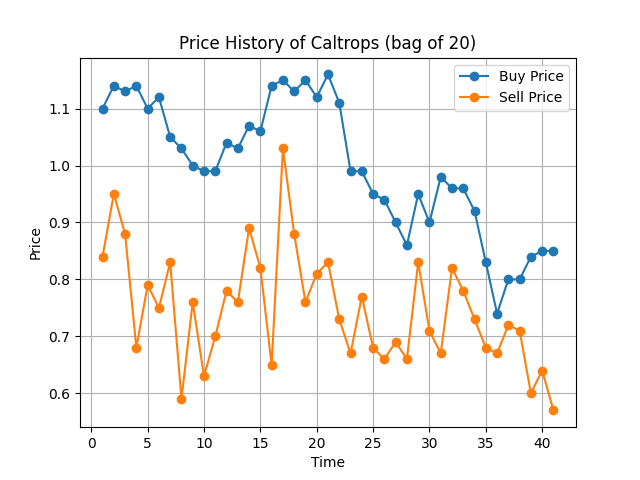 Price History of Caltrops (bag of 20)
Buy Price
Sell Price
1.1
1.0
0.9
0.8
0.7
0.6
Price
0 5 10 15 20 25 30 35 40
Time